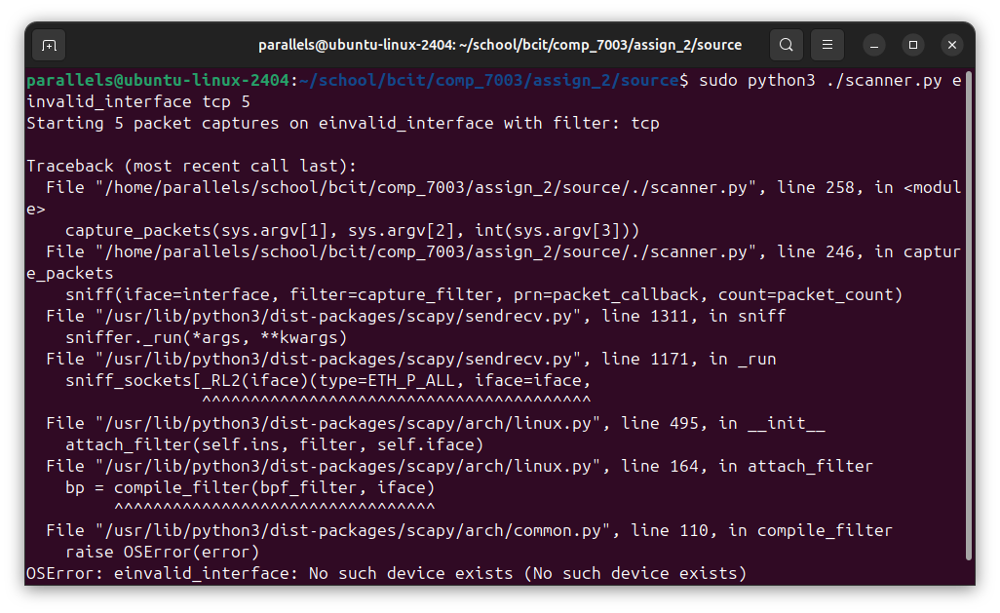 parallels@ubuntu-linux-2404: ~/school/bcit/comp_7003/assign_2/source
parallels@ubuntu-linux-2404:~/school/bcit/comp_7003/assign_2/source$ sudo python3 ./scanner.py e
invalid_interface tcp 5
Starting 5 packet captures on einvalid_interface with filter: tcp
Traceback (most recent call last):
  File "/home/parallels/school/bcit/comp_7003/assign_2/source/./scanner.py", line 258, in <modul
e>
    capture_packets(sys.argv[1], sys.argv[2], int(sys.argv[3]))
  File "/home/parallels/school/bcit/comp_7003/assign_2/source/./scanner.py", line 246, in captur
e_packets
    sniff(iface=interface, filter=capture_filter, prn=packet_callback, count=packet_count)
  File "/usr/lib/python3/dist-packages/scapy/sendrecv.py", line 1311, in sniff
    sniffer._run(*args, **kwargs)
  File "/usr/lib/python3/dist-packages/scapy/sendrecv.py", line 1171, in _run
    sniff_sockets[_RL2(iface)(type=ETH_P_ALL, iface=iface,
                  ^^^^^^^^^^^^^^^^^^^^^^^^^^^^^^^^^^^^^^^^
  File "/usr/lib/python3/dist-packages/scapy/arch/linux.py", line 495, in __init__
    attach_filter(self.ins, filter, self.iface)
  File "/usr/lib/python3/dist-packages/scapy/arch/linux.py", line 164, in attach_filter
    bp = compile_filter(bpf_filter, iface)
         ^^^^^^^^^^^^^^^^^^^^^^^^^^^^^^^^^
  File "/usr/lib/python3/dist-packages/scapy/arch/common.py", line 110, in compile_filter
    raise OSError(error)
OSError: einvalid_interface: No such device exists (No such device exists)